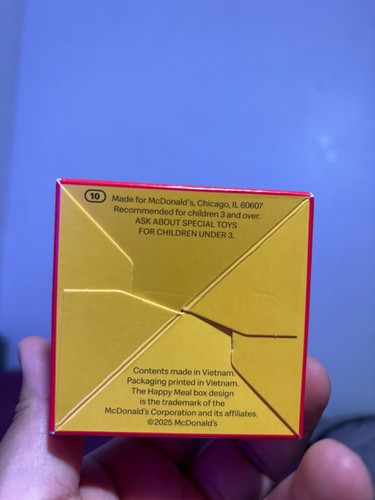 10
Made for McDonald's, Chicago, IL 60607
Recommended for children 3 and over.
ASK ABOUT SPECIAL TOYS
FOR CHILDREN UNDER 3.
Contents made in Vietnam.
Packaging printed in Vietnam.
The Happy Meal box design
is the trademark of the
McDonald's Corporation and its affiliates.
©2025 McDonald's